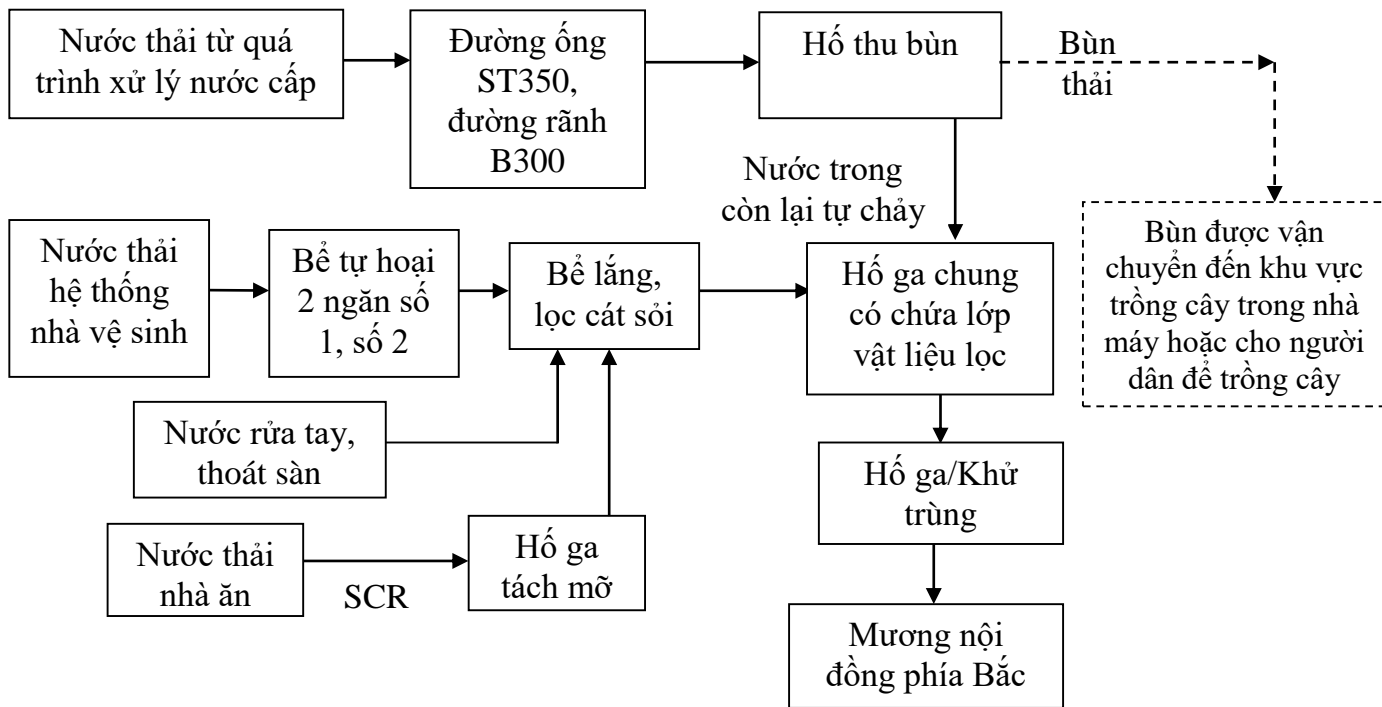 Nước thải từ quá
trình xử lý nước cấp
Đường ống
ST350,
đường rãnh
B300
Hố thu bùn
Bùn
thải
Nước trong
còn lại tự chảy
Bùn được vận
chuyển đến khu vực
trồng cây trong nhà
máy hoặc cho người
dân để trồng cây
Nước thải
hệ thống
nhà vệ sinh
Bể tự hoại
2 ngăn số
1, số 2
Bể lắng,
lọc cát sỏi
Hố ga chung
có chứa lớp
vật liệu lọc
Nước rửa tay,
thoát sàn
Hố ga/Khử
trùng
Nước thải
nhà ăn
SCR
Hố ga
tách mỡ
Mương nội
đồng phía Bắc